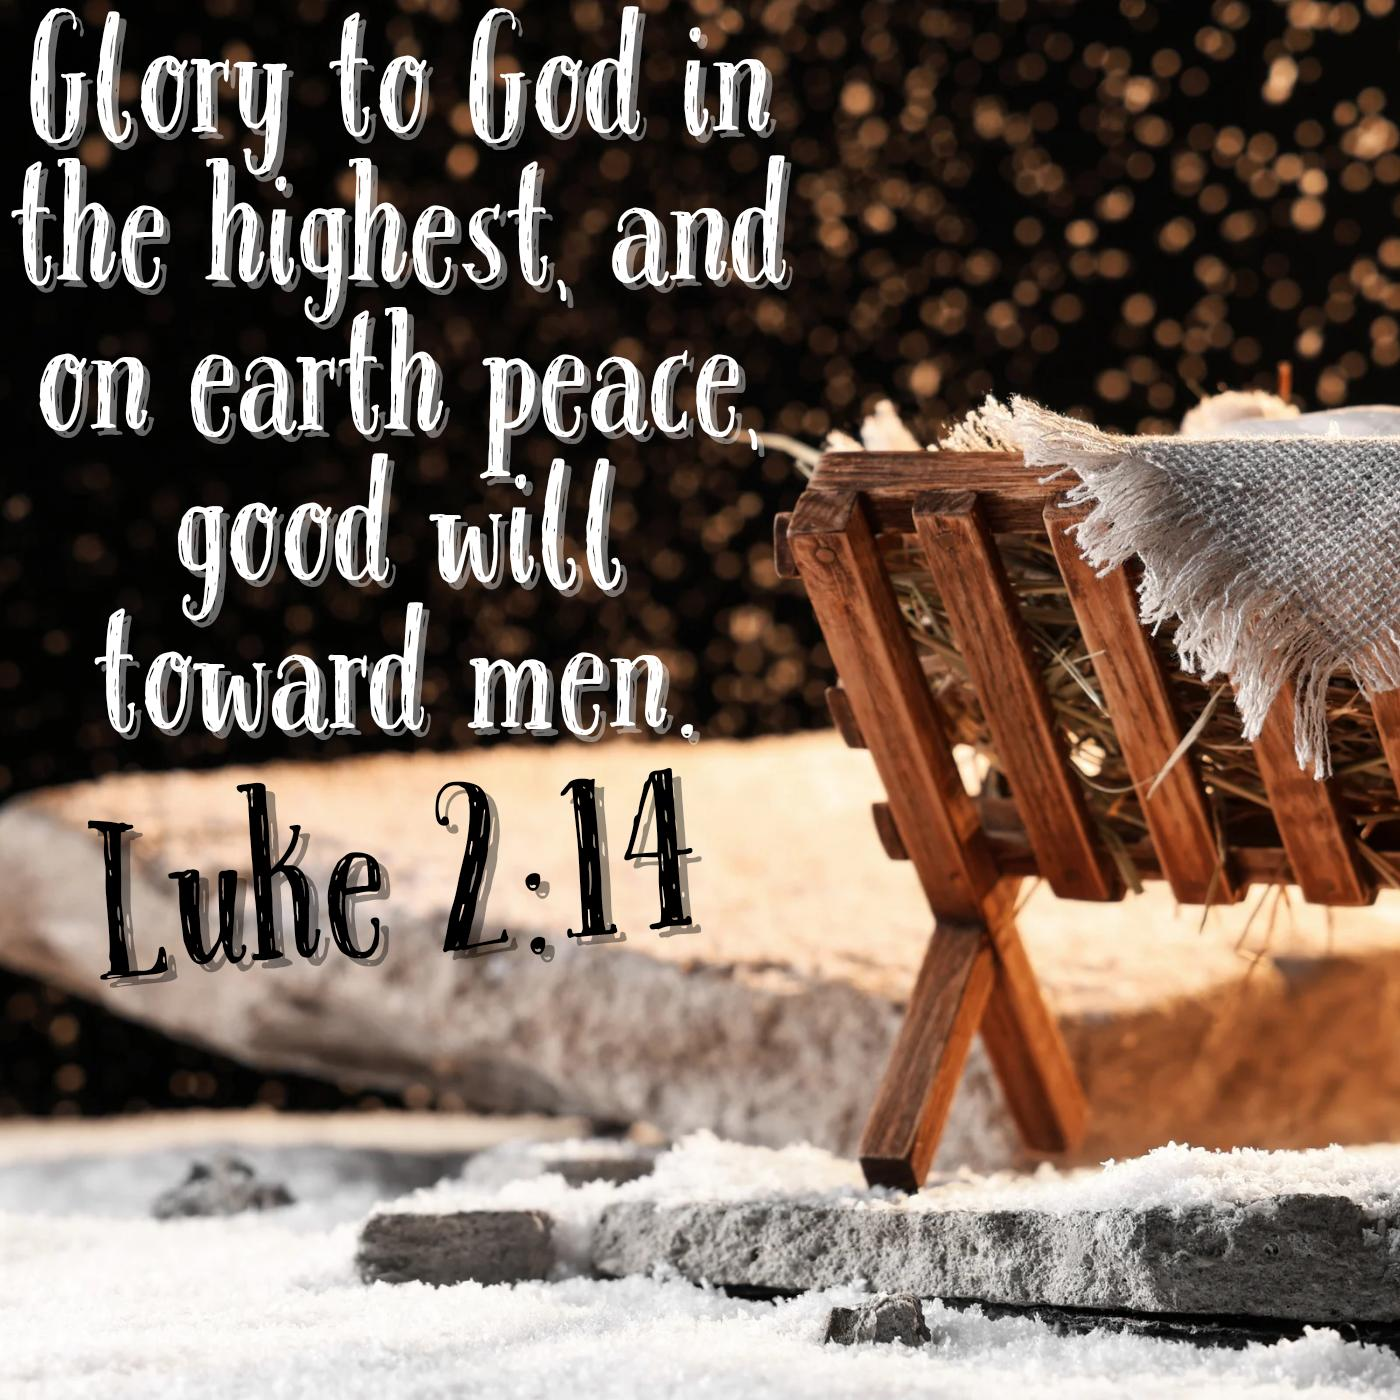 Glory to God in
the highest, and
on earth peace,
good will
toward men.
Luke 2:14